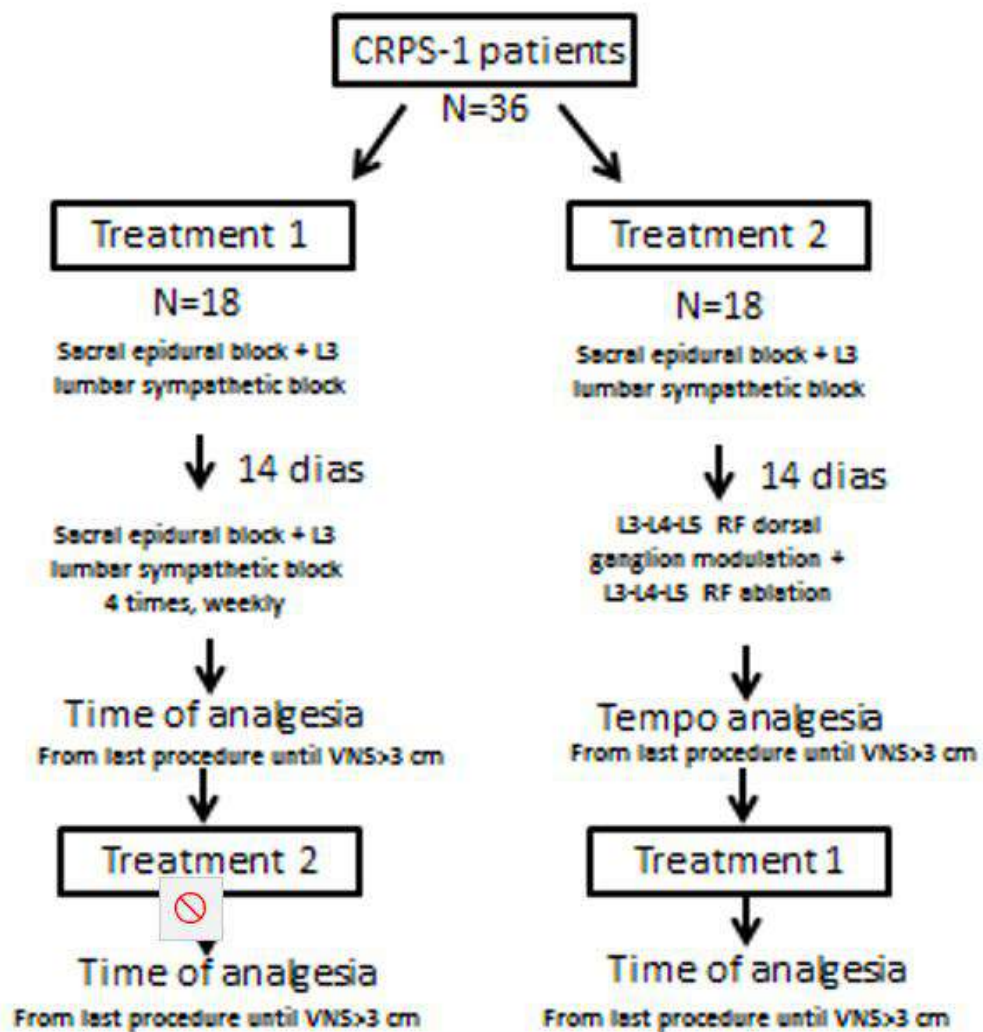 CRPS-1 patients
N=36
Treatment 1
N=18
Sacral epidural block + L3
lumbar sympathetic block
14 dias
Sacral epidural block + L3
lumbar sympathetic block
4 times, weekly
Time of analgesia
From last procedure until VNS>3 cm
Treatment 2
Time of analgesia
From last procedure until VNS>3 cm
Treatment 2
N=18
Sacral epidural block + L3
lumbar sympathetic block
14 dias
L3-L4-L5 RF dorsal
ganglion modulation +
L3-L4-L5 RF ablation
Tempo analgesia
From last procedure until VNS>3 cm
Treatment 1
Time of analgesia
From last procedure until VNS>3 cm